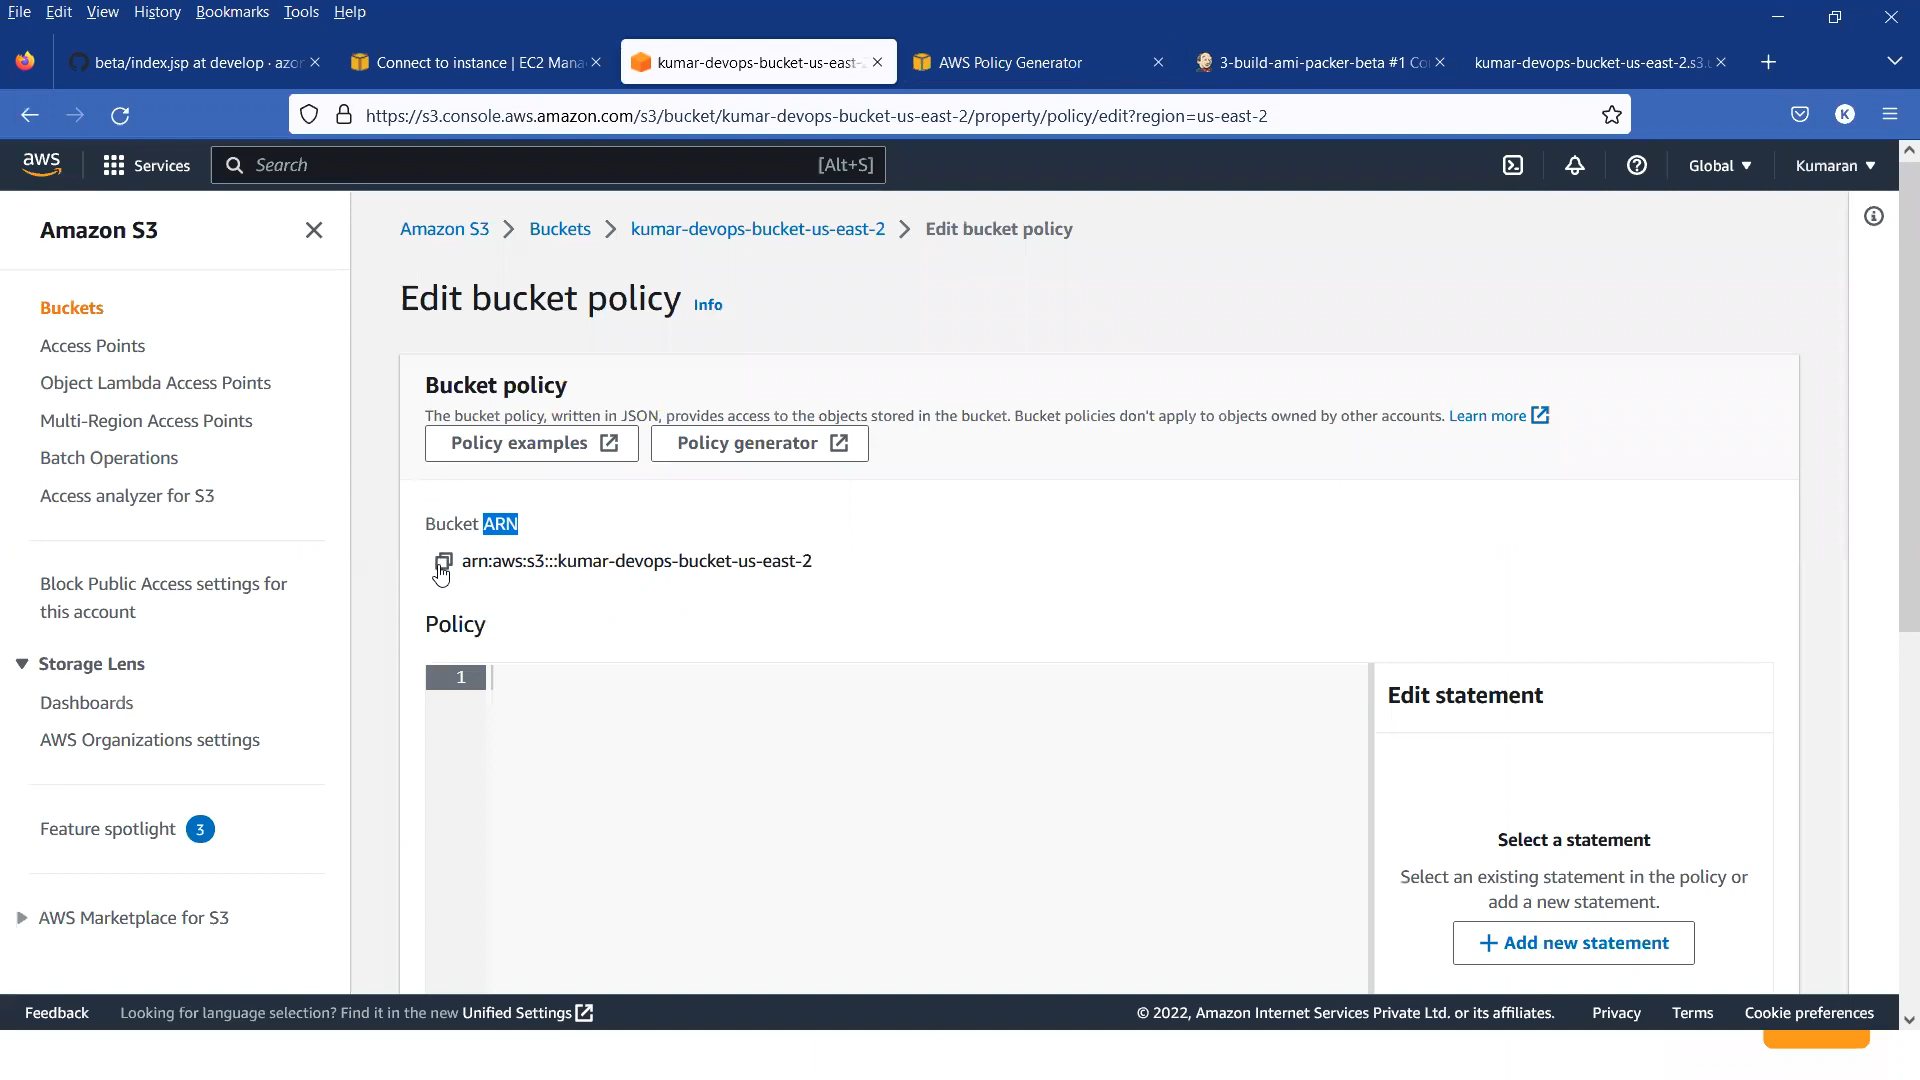 File Edit View History Bookmarks Tools Help
beta/index.jsp at develop · azor
Connect to instance | EC2 Mana
kumar-devops-bucket-us-east-2
AWS Policy Generator
3-build-ami-packer-beta #1 Co
kumar-devops-bucket-us-east-2.s3.
https://s3.console.aws.amazon.com/s3/bucket/kumar-devops-bucket-us-east-2/property/policy/edit?region=us-east-2
K
aws
Services
Search
[Alt+S]
Global
Kumaran
Amazon S3
Buckets
Access Points
Object Lambda Access Points
Multi-Region Access Points
Batch Operations
Access analyzer for S3
Block Public Access settings for
this account
Storage Lens
Dashboards
AWS Organizations settings
Feature spotlight 3
AWS Marketplace for S3
Amazon S3 > Buckets > kumar-devops-bucket-us-east-2 > Edit bucket policy
Edit bucket policy Info
Bucket policy
The bucket policy, written in JSON, provides access to the objects stored in the bucket. Bucket policies don't apply to objects owned by other accounts. Learn more
Policy examples
Policy generator
Bucket ARN
arn:aws:s3:::kumar-devops-bucket-us-east-2
Policy
1
Edit statement
Select a statement
Select an existing statement in the policy or
add a new statement.
+ Add new statement
Feedback
Looking for language selection? Find it in the new Unified Settings
© 2022, Amazon Internet Services Private Ltd. or its affiliates.
Privacy
Terms
Cookie preferences